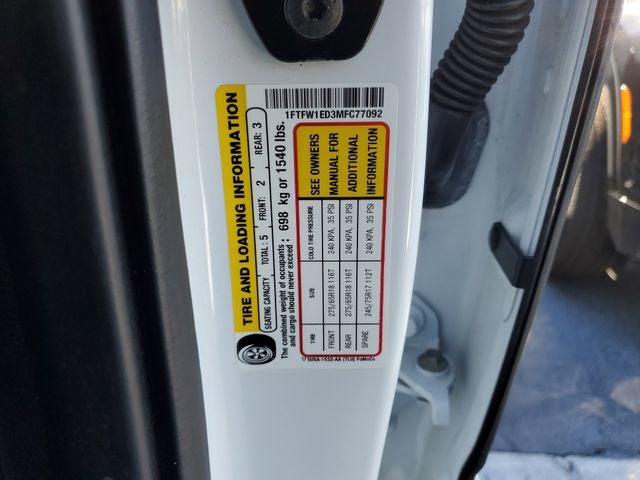 1FTFW1ED3MFC77092
TIRE AND LOADING INFORMATION
SEATING CAPACITY TOTAL: 5 FRONT: 2 REAR: 3
The combined weight of occupants
and cargo should never exceed: 698 kg or 1540 lbs.
TIRE SIZE COLD TIRE PRESSURE
FRONT 275/65R18 116T 240 KPA, 35 PSI
REAR 275/65R18 116T 240 KPA, 35 PSI
SPARE 245/75R17 112T 240 KPA, 35 PSI
SEE OWNERS
MANUAL FOR
ADDITIONAL
INFORMATION
(TLU) FoMoCo